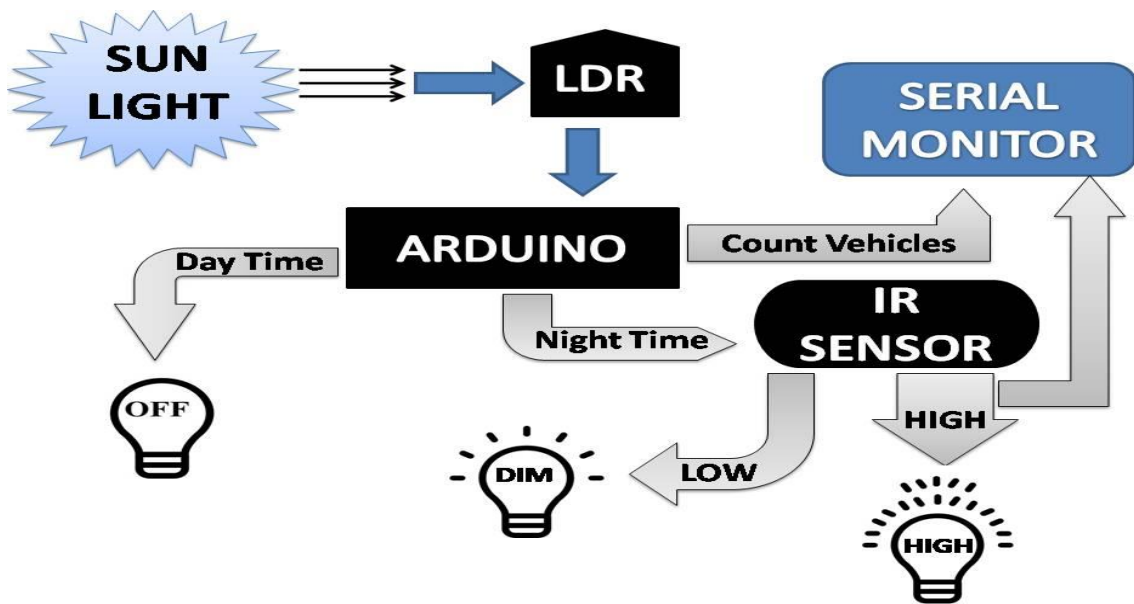 SUN
LIGHT
LDR
SERIAL
MONITOR
ARDUINO
Day Time
Count Vehicles
Night Time
IR
SENSOR
OFF
HIGH
LOW
DIM
HIGH